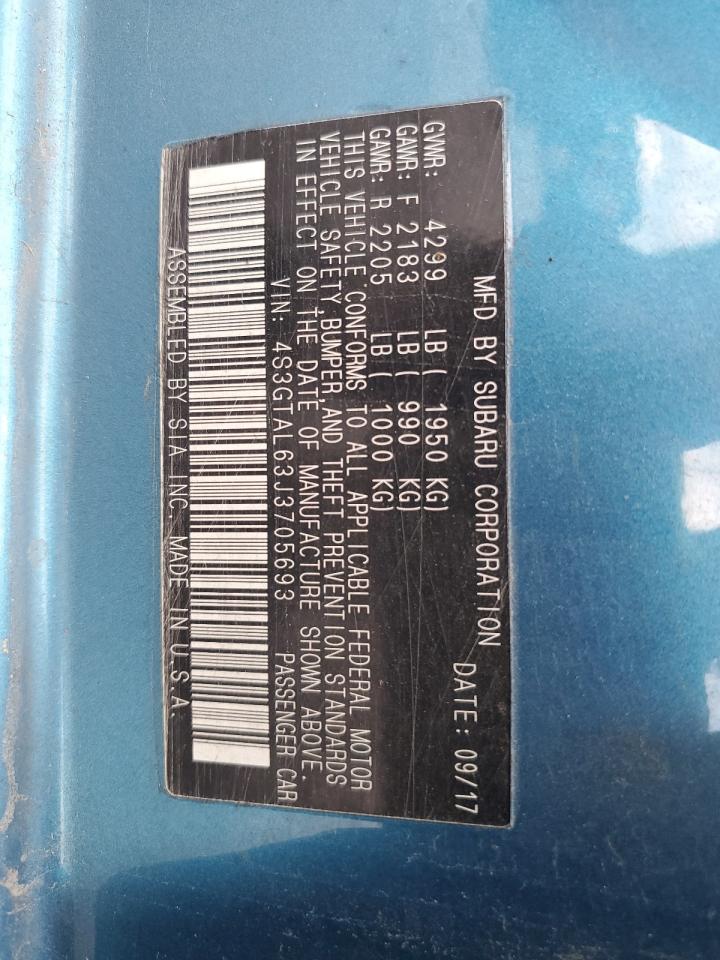 MFD BY SUBARU CORPORATION DATE: 09/17
GVWR: 4299 LB ( 1950 KG)
GAWR: F 2183 LB ( 990 KG)
GAWR: R 2205 LB ( 1000 KG)
THIS VEHICLE CONFORMS TO ALL APPLICABLE FEDERAL MOTOR
VEHICLE SAFETY,BUMPER,AND THEFT PREVENTION STANDARDS
IN EFFECT ON THE DATE OF MANUFACTURE SHOWN ABOVE.
VIN: 4S3GTAL63J3705693 PASSENGER CAR
ASSEMBLED BY SIA INC. MADE IN U.S.A.